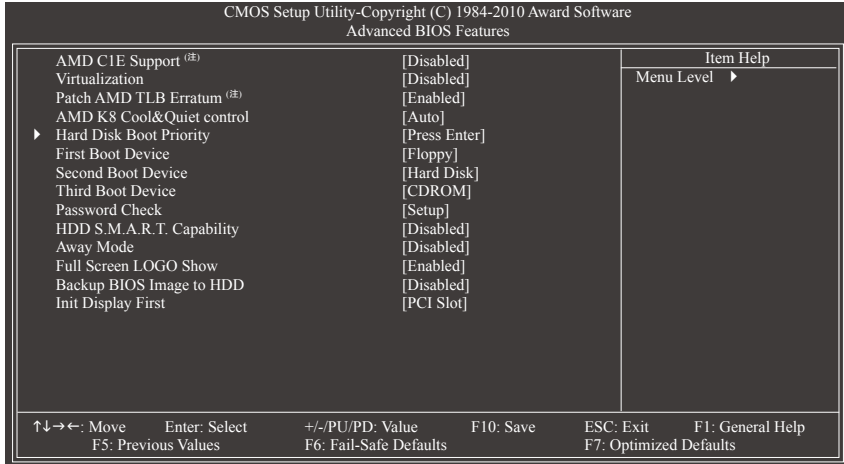 CMOS Setup Utility-Copyright (C) 1984-2010 Award Software
Advanced BIOS Features
AMD C1E Support (注) [Disabled]
Virtualization [Disabled]
Patch AMD TLB Erratum (注) [Enabled]
AMD K8 Cool&Quiet control [Auto]
Hard Disk Boot Priority [Press Enter]
First Boot Device [Floppy]
Second Boot Device [Hard Disk]
Third Boot Device [CDROM]
Password Check [Setup]
HDD S.M.A.R.T. Capability [Disabled]
Away Mode [Disabled]
Full Screen LOGO Show [Enabled]
Backup BIOS Image to HDD [Disabled]
Init Display First [PCI Slot]
Item Help
Menu Level
↑↓→←: Move Enter: Select +/-/PU/PD: Value F10: Save ESC: Exit F1: General Help
F5: Previous Values F6: Fail-Safe Defaults F7: Optimized Defaults